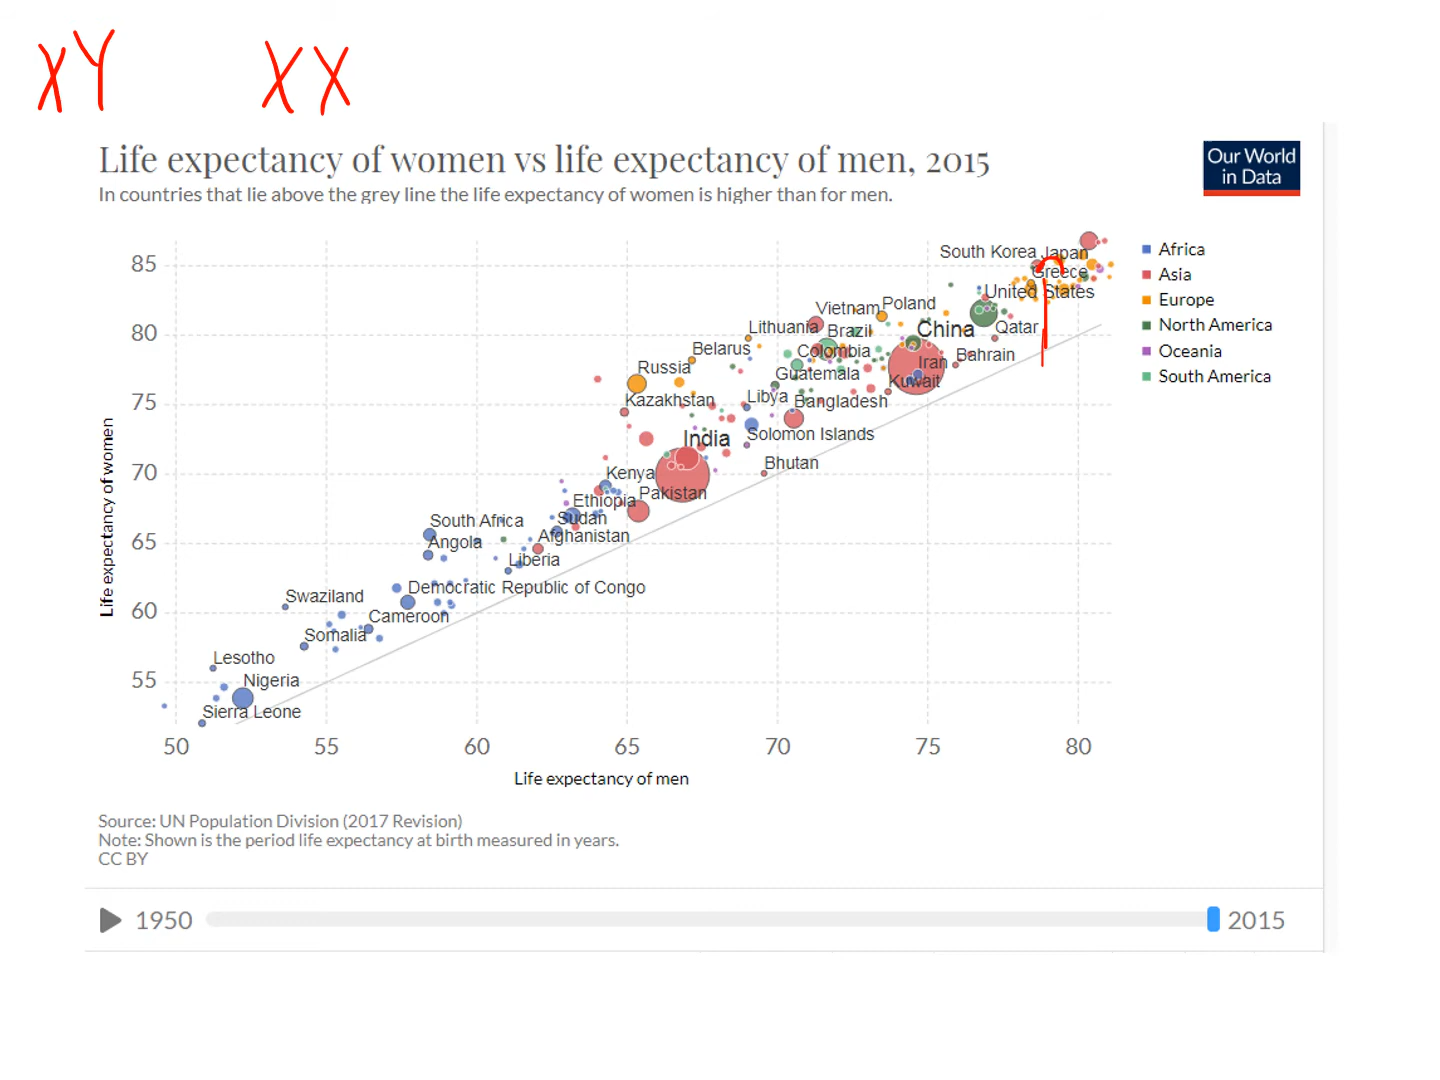 XY XX
Life expectancy of women vs life expectancy of men, 2015
In countries that lie above the grey line the life expectancy of women is higher than for men.
Our World
in Data
Africa
Asia
Europe
North America
Oceania
South America
Life expectancy of women
85
80
75
70
65
60
55
South Korea
Japan
Greece
United States
Vietnam
Poland
Lithuania
Brazil
China
Qatar
Belarus
Colombia
Bahrain
Iran
Russia
Guatemala
Kuwait
Kazakhstan
Libya
Bangladesh
India
Solomon Islands
Bhutan
Kenya
Pakistan
Ethiopia
Sudan
South Africa
Afghanistan
Angola
Liberia
Democratic Republic of Congo
Swaziland
Cameroon
Somalia
Lesotho
Nigeria
Sierra Leone
50 55 60 65 70 75 80
Life expectancy of men
Source: UN Population Division (2017 Revision)
Note: Shown is the period life expectancy at birth measured in years.
CC BY
1950 2015